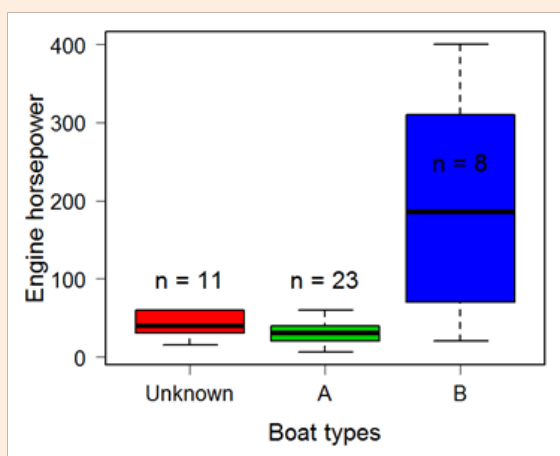 Engine horsepower
400
300
200
100
0
n = 11
n = 23
n = 8
Unknown
A
B
Boat types